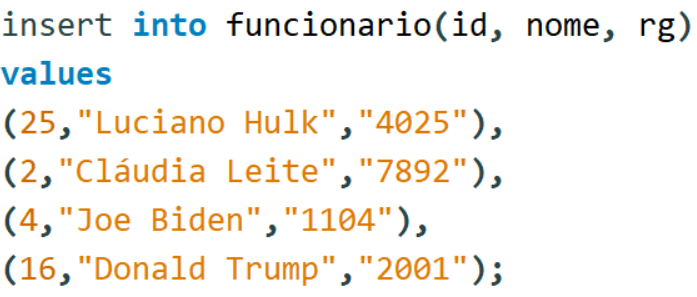 insert into funcionario(id, nome, rg)
values
(25,"Luciano Hulk","4025"),
(2,"Cláudia Leite","7892"),
(4,"Joe Biden","1104"),
(16,"Donald Trump","2001");